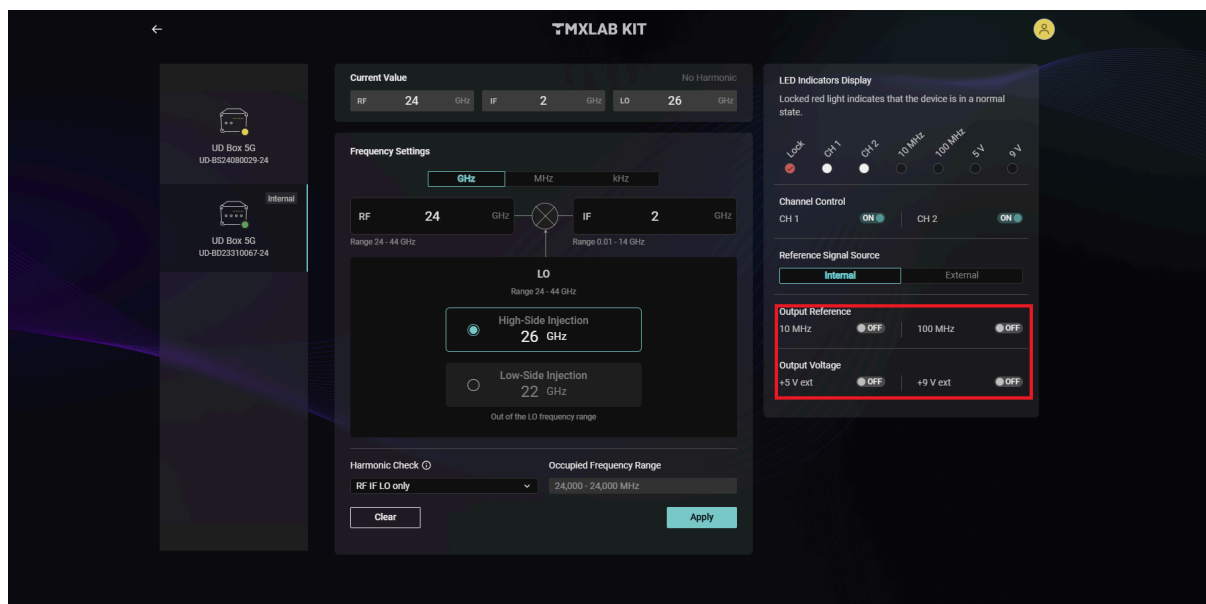 TMXLAB KIT
UD Box 5G
UD-BS24080029-24
Internal
UD Box 5G
UD-BD23310067-24
Current Value
No Harmonic
RF 24 GHz IF 2 GHz LO 26 GHz
Frequency Settings
GHz MHz kHz
RF 24 GHz IF 2 GHz
Range 24 - 44 GHz Range 0.01 - 14 GHz
LO
Range 24 - 44 GHz
High-Side Injection
26 GHz
Low-Side Injection
22 GHz
Out of the LO frequency range
Harmonic Check Occupied Frequency Range
RF IF LO only 24,000 - 24,000 MHz
Clear Apply
LED Indicators Display
Locked red light indicates that the device is in a normal
state.
Lock CH 1 CH 2 10 MHz 100 MHz 5 V 9 V
Channel Control
CH 1 ON CH 2 ON
Reference Signal Source
Internal External
Output Reference
10 MHz OFF 100 MHz OFF
Output Voltage
+5 V ext OFF +9 V ext OFF